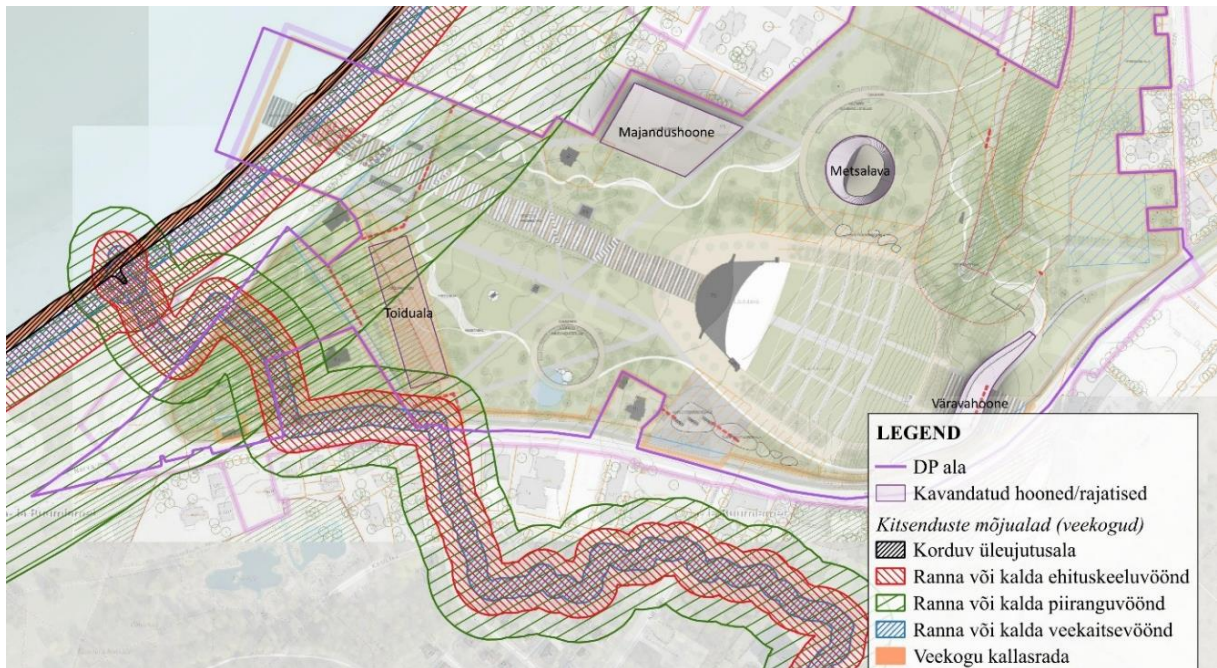 Majandushoone
Metsalava
Toiduala
Väravahoone
LEGEND
DP ala
Kavandatud hooned/rajatised
Kitsenduste mõjualad (veekogud)
Korduv üleujutusala
Ranna või kalda ehituskeeluvöönd
Ranna või kalda piiranguvöönd
Ranna või kalda veekaitsevöönd
Veekogu kallasrada